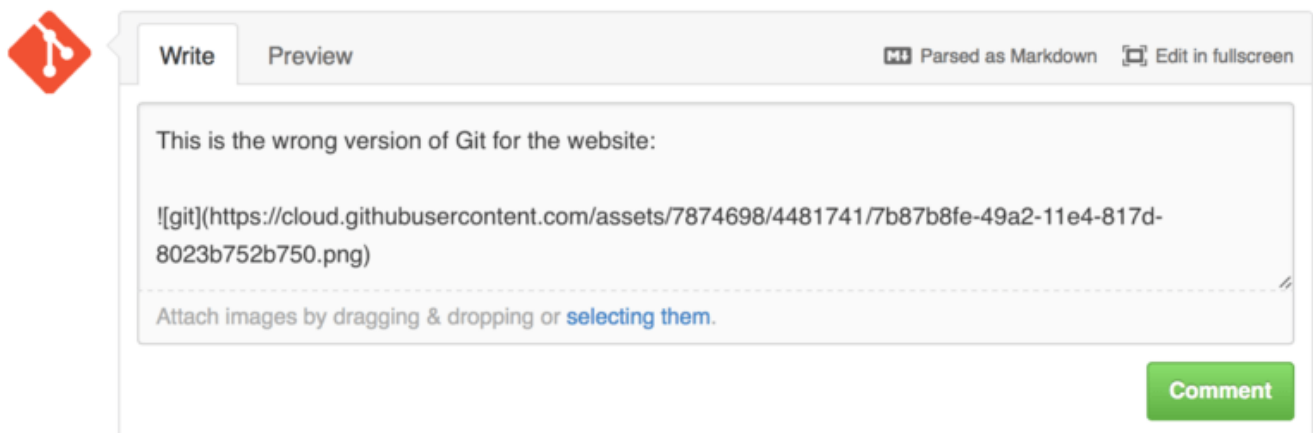 Write Preview Parsed as Markdown Edit in fullscreen
This is the wrong version of Git for the website:
![git](https://cloud.githubusercontent.com/assets/7874698/4481741/7b87b8fe-49a2-11e4-817d-
8023b752b750.png)
Attach images by dragging & dropping or selecting them.
Comment